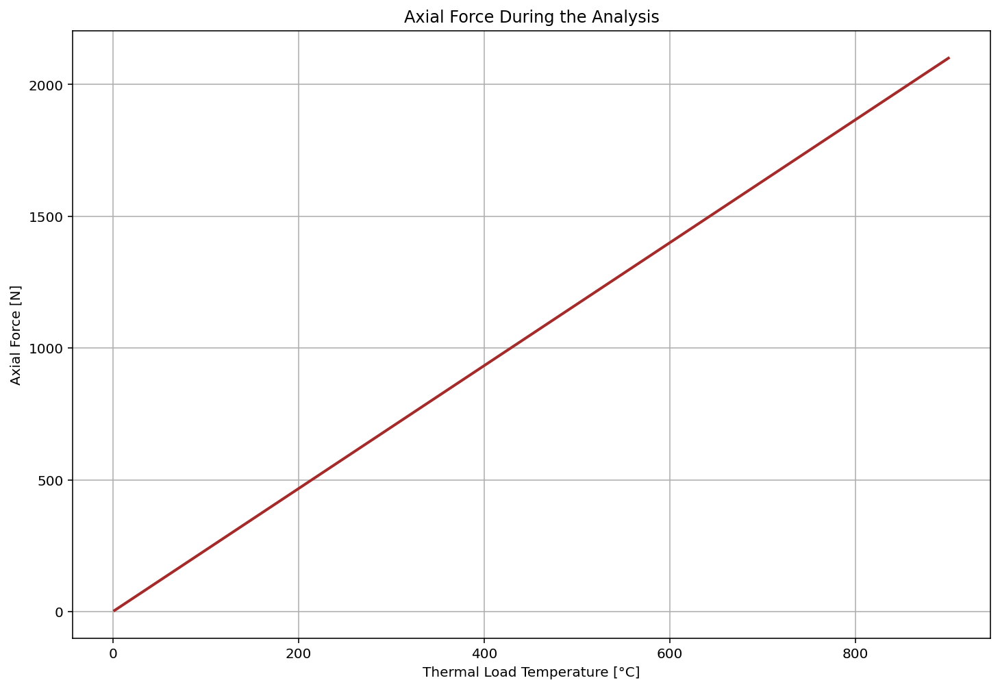 Axial Force During the Analysis
2000
1500
1000
500
0
Axial Force [N]
0 200 400 600 800
Thermal Load Temperature [°C]